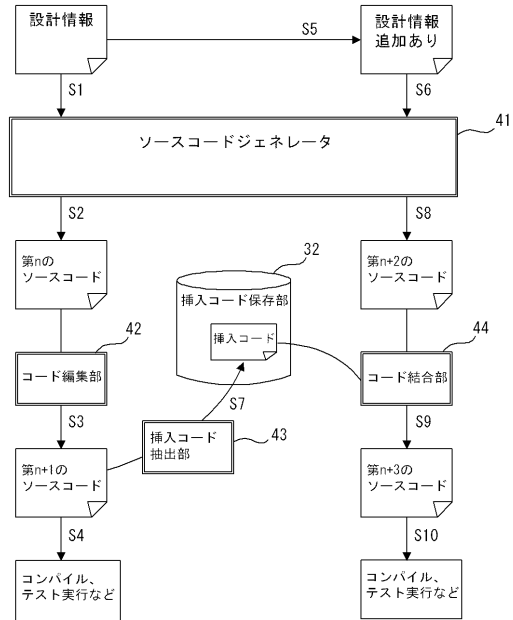 設計情報
S5
設計情報
追加あり
S1
S6
41
ソースコードジェネレータ
S2
S8
第nの
ソースコード
32
第n+2の
ソースコード
挿入コード保存部
挿入コード
42
コード編集部
44
コード結合部
S3
S7
S9
43
挿入コード
抽出部
第n+1の
ソースコード
第n+3の
ソースコード
S4
S10
コンパイル、
テスト実行など
コンパイル、
テスト実行など